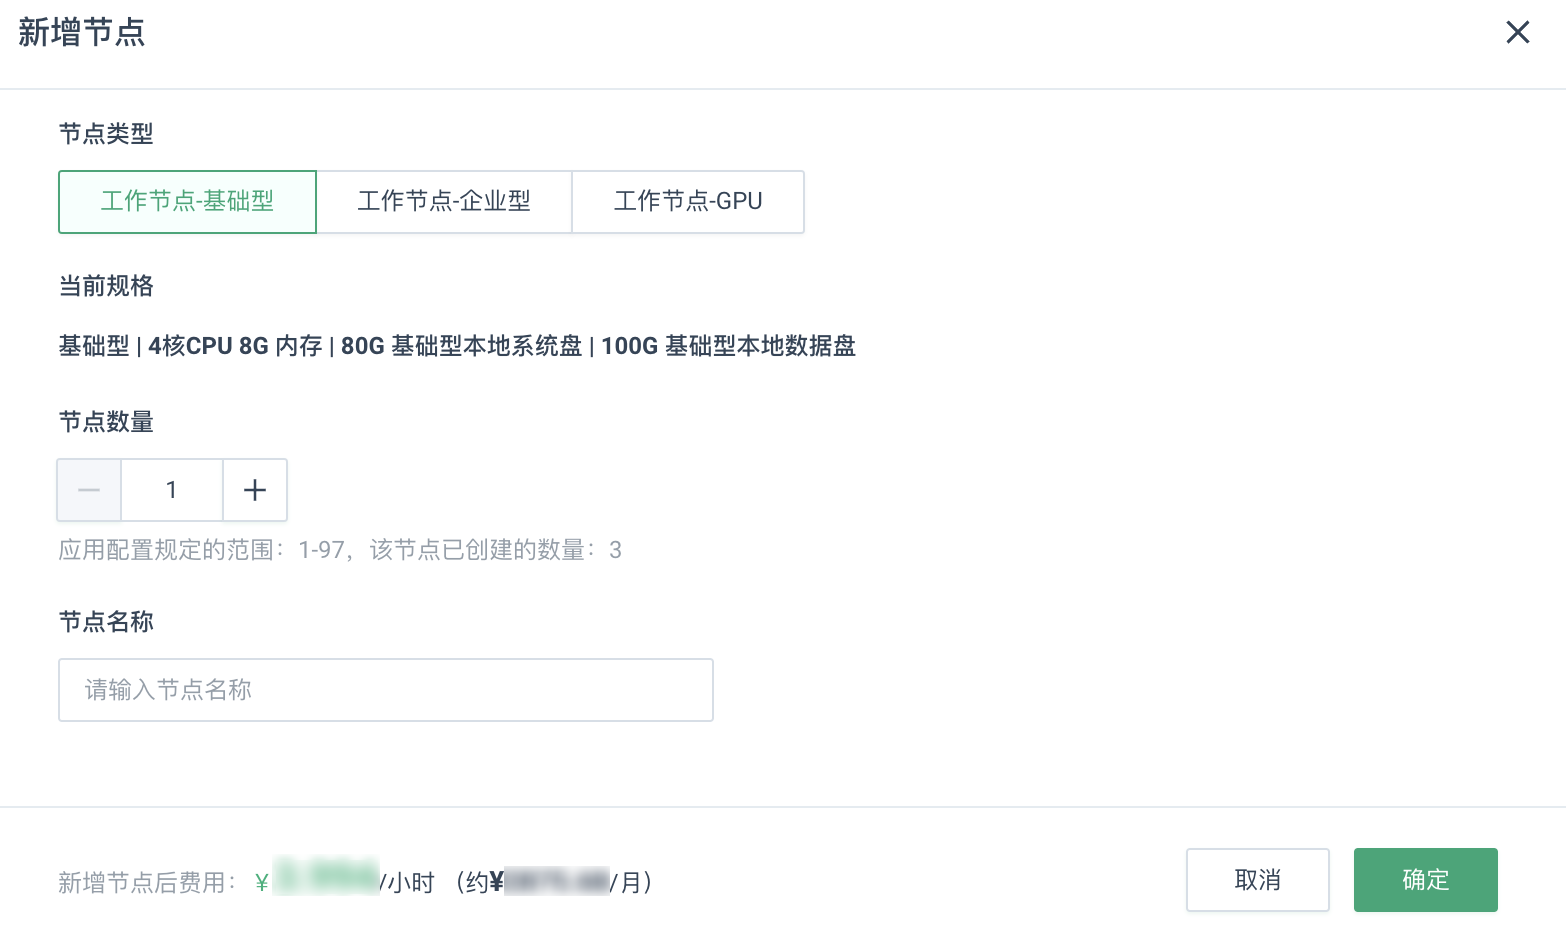 新增节点
节点类型
工作节点-基础型 工作节点-企业型 工作节点-GPU
当前规格
基础型 | 4核CPU 8G 内存 | 80G 基础型本地系统盘 | 100G 基础型本地数据盘
节点数量
1
应用配置规定的范围：1-97，该节点已创建的数量：3
节点名称
请输入节点名称
新增节点后费用：¥ /小时 （约¥ /月） 取消 确定